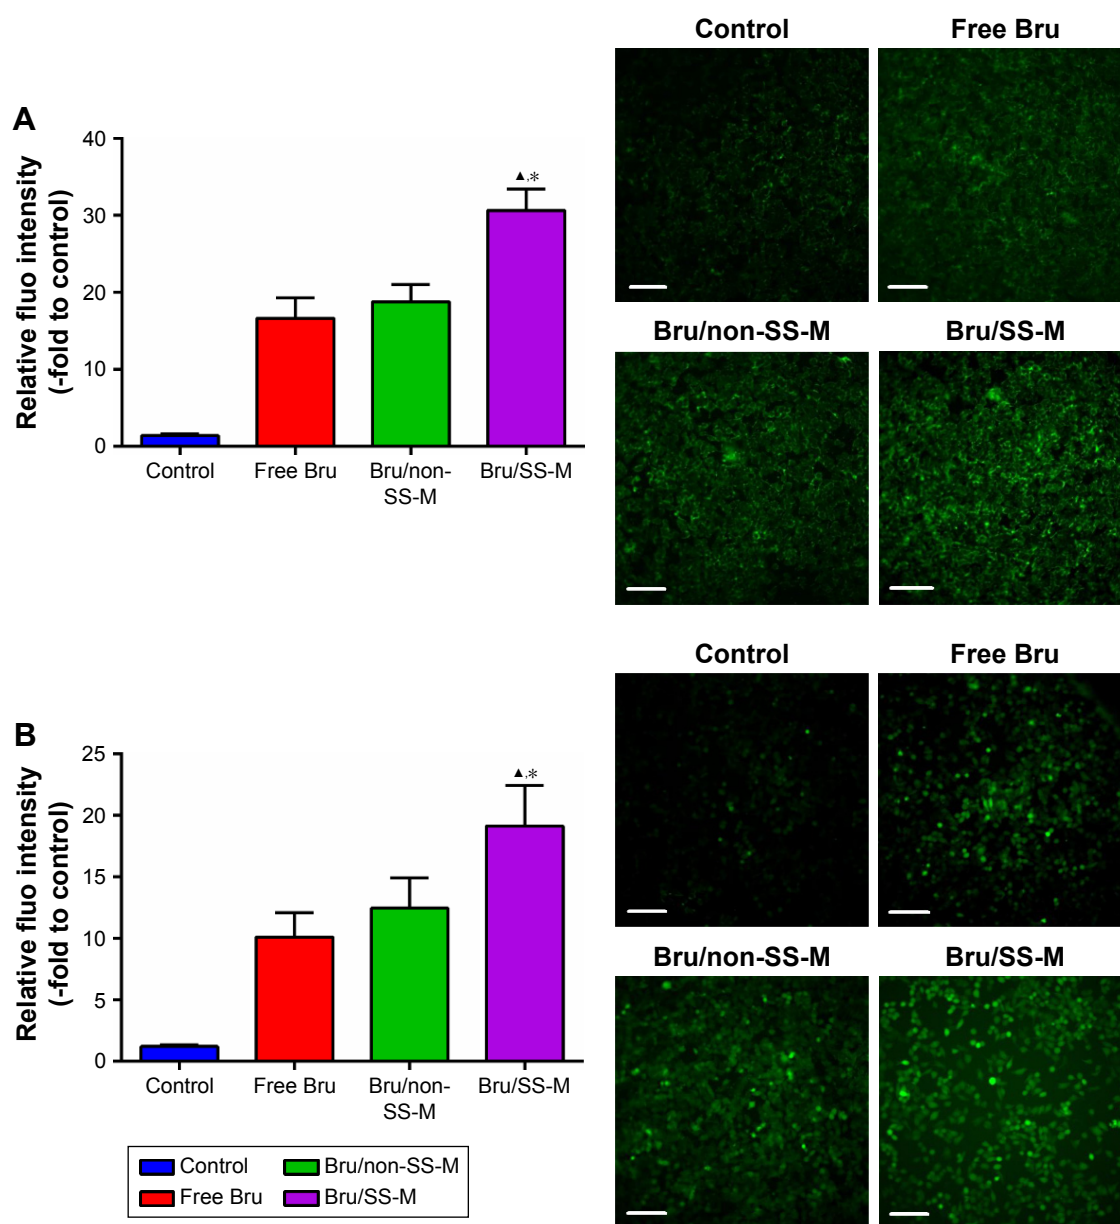 A
Relative fluo intensity
(-fold to control)
40
30
20
10
0
▲,*
Control
Free Bru
Bru/non-
SS-M
Bru/SS-M
Control
Free Bru
Bru/non-SS-M
Bru/SS-M
B
Relative fluo intensity
(-fold to control)
25
20
15
10
5
0
▲,*
Control
Free Bru
Bru/non-
SS-M
Bru/SS-M
Control
Bru/non-SS-M
Free Bru
Bru/SS-M
Control
Free Bru
Bru/non-SS-M
Bru/SS-M